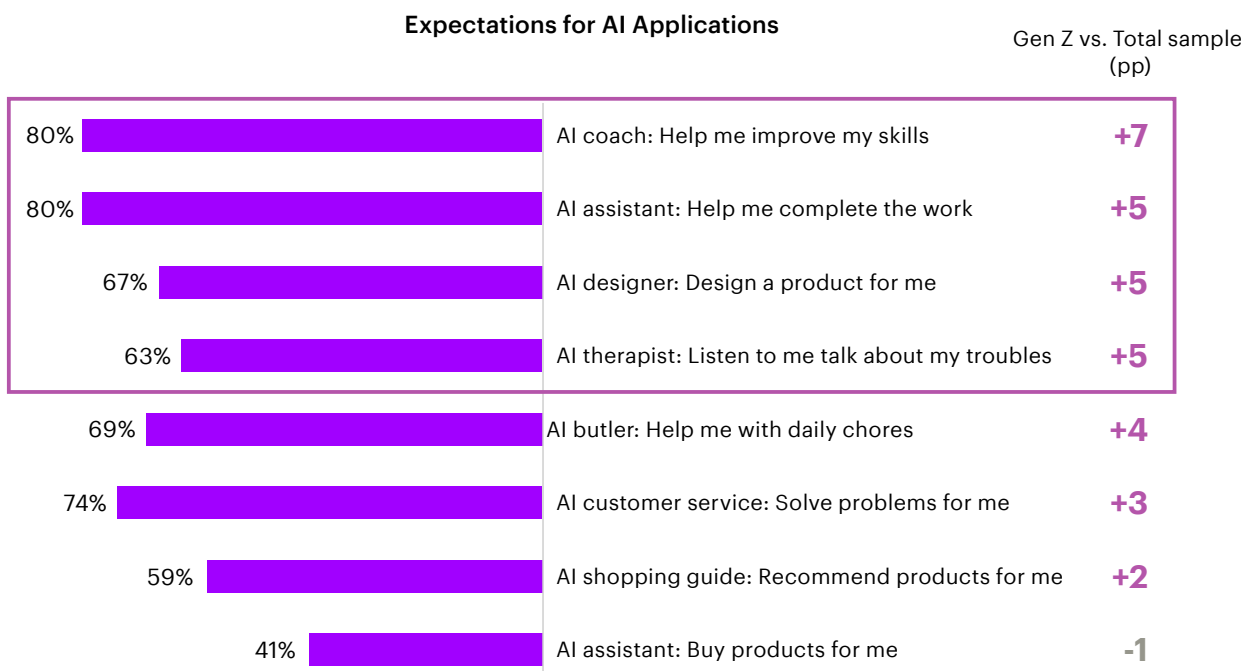 Expectations for AI Applications
Gen Z vs. Total sample
(pp)
80% AI coach: Help me improve my skills +7
80% AI assistant: Help me complete the work +5
67% AI designer: Design a product for me +5
63% AI therapist: Listen to me talk about my troubles +5
69% AI butler: Help me with daily chores +4
74% AI customer service: Solve problems for me +3
59% AI shopping guide: Recommend products for me +2
41% AI assistant: Buy products for me -1